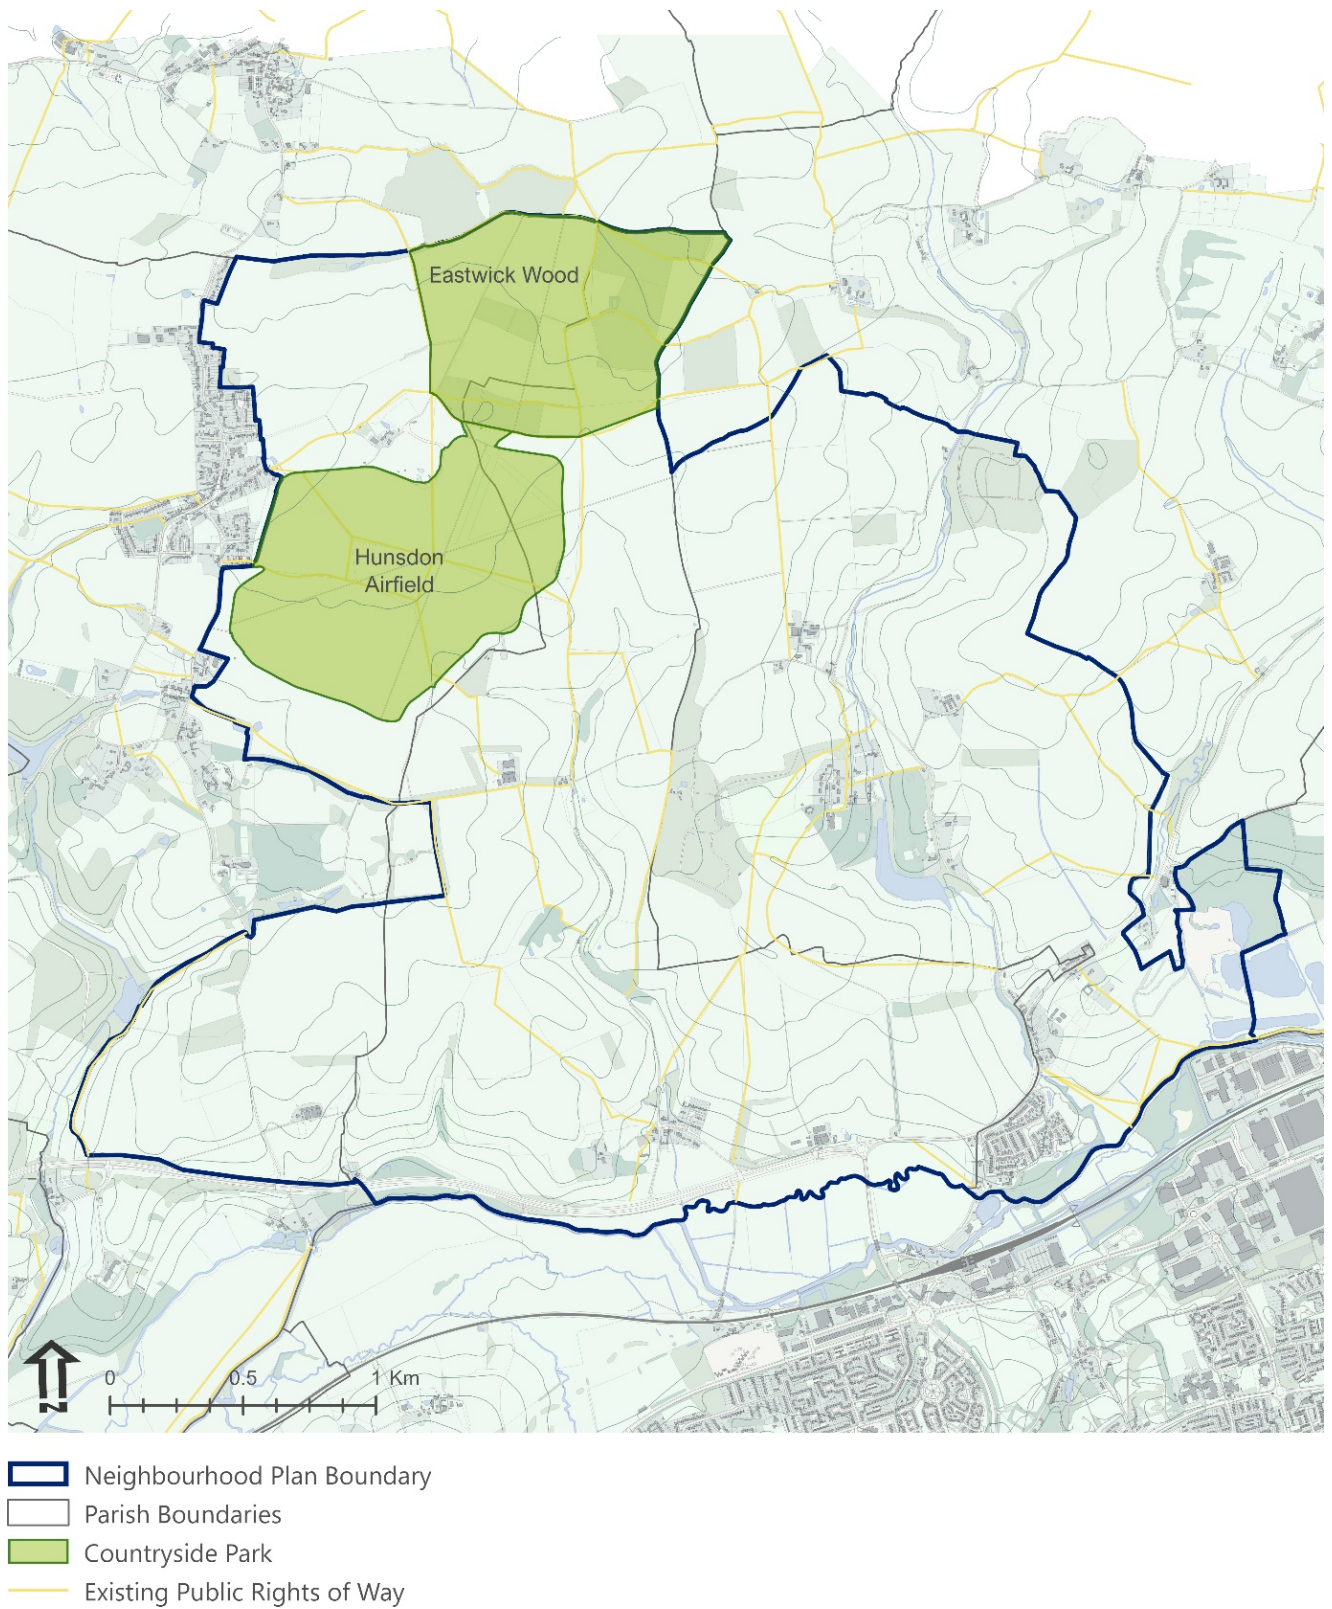 Eastwick Wood
Hunsdon
Airfield
N
0 0.5 1 Km
Neighbourhood Plan Boundary
Parish Boundaries
Countryside Park
Existing Public Rights of Way